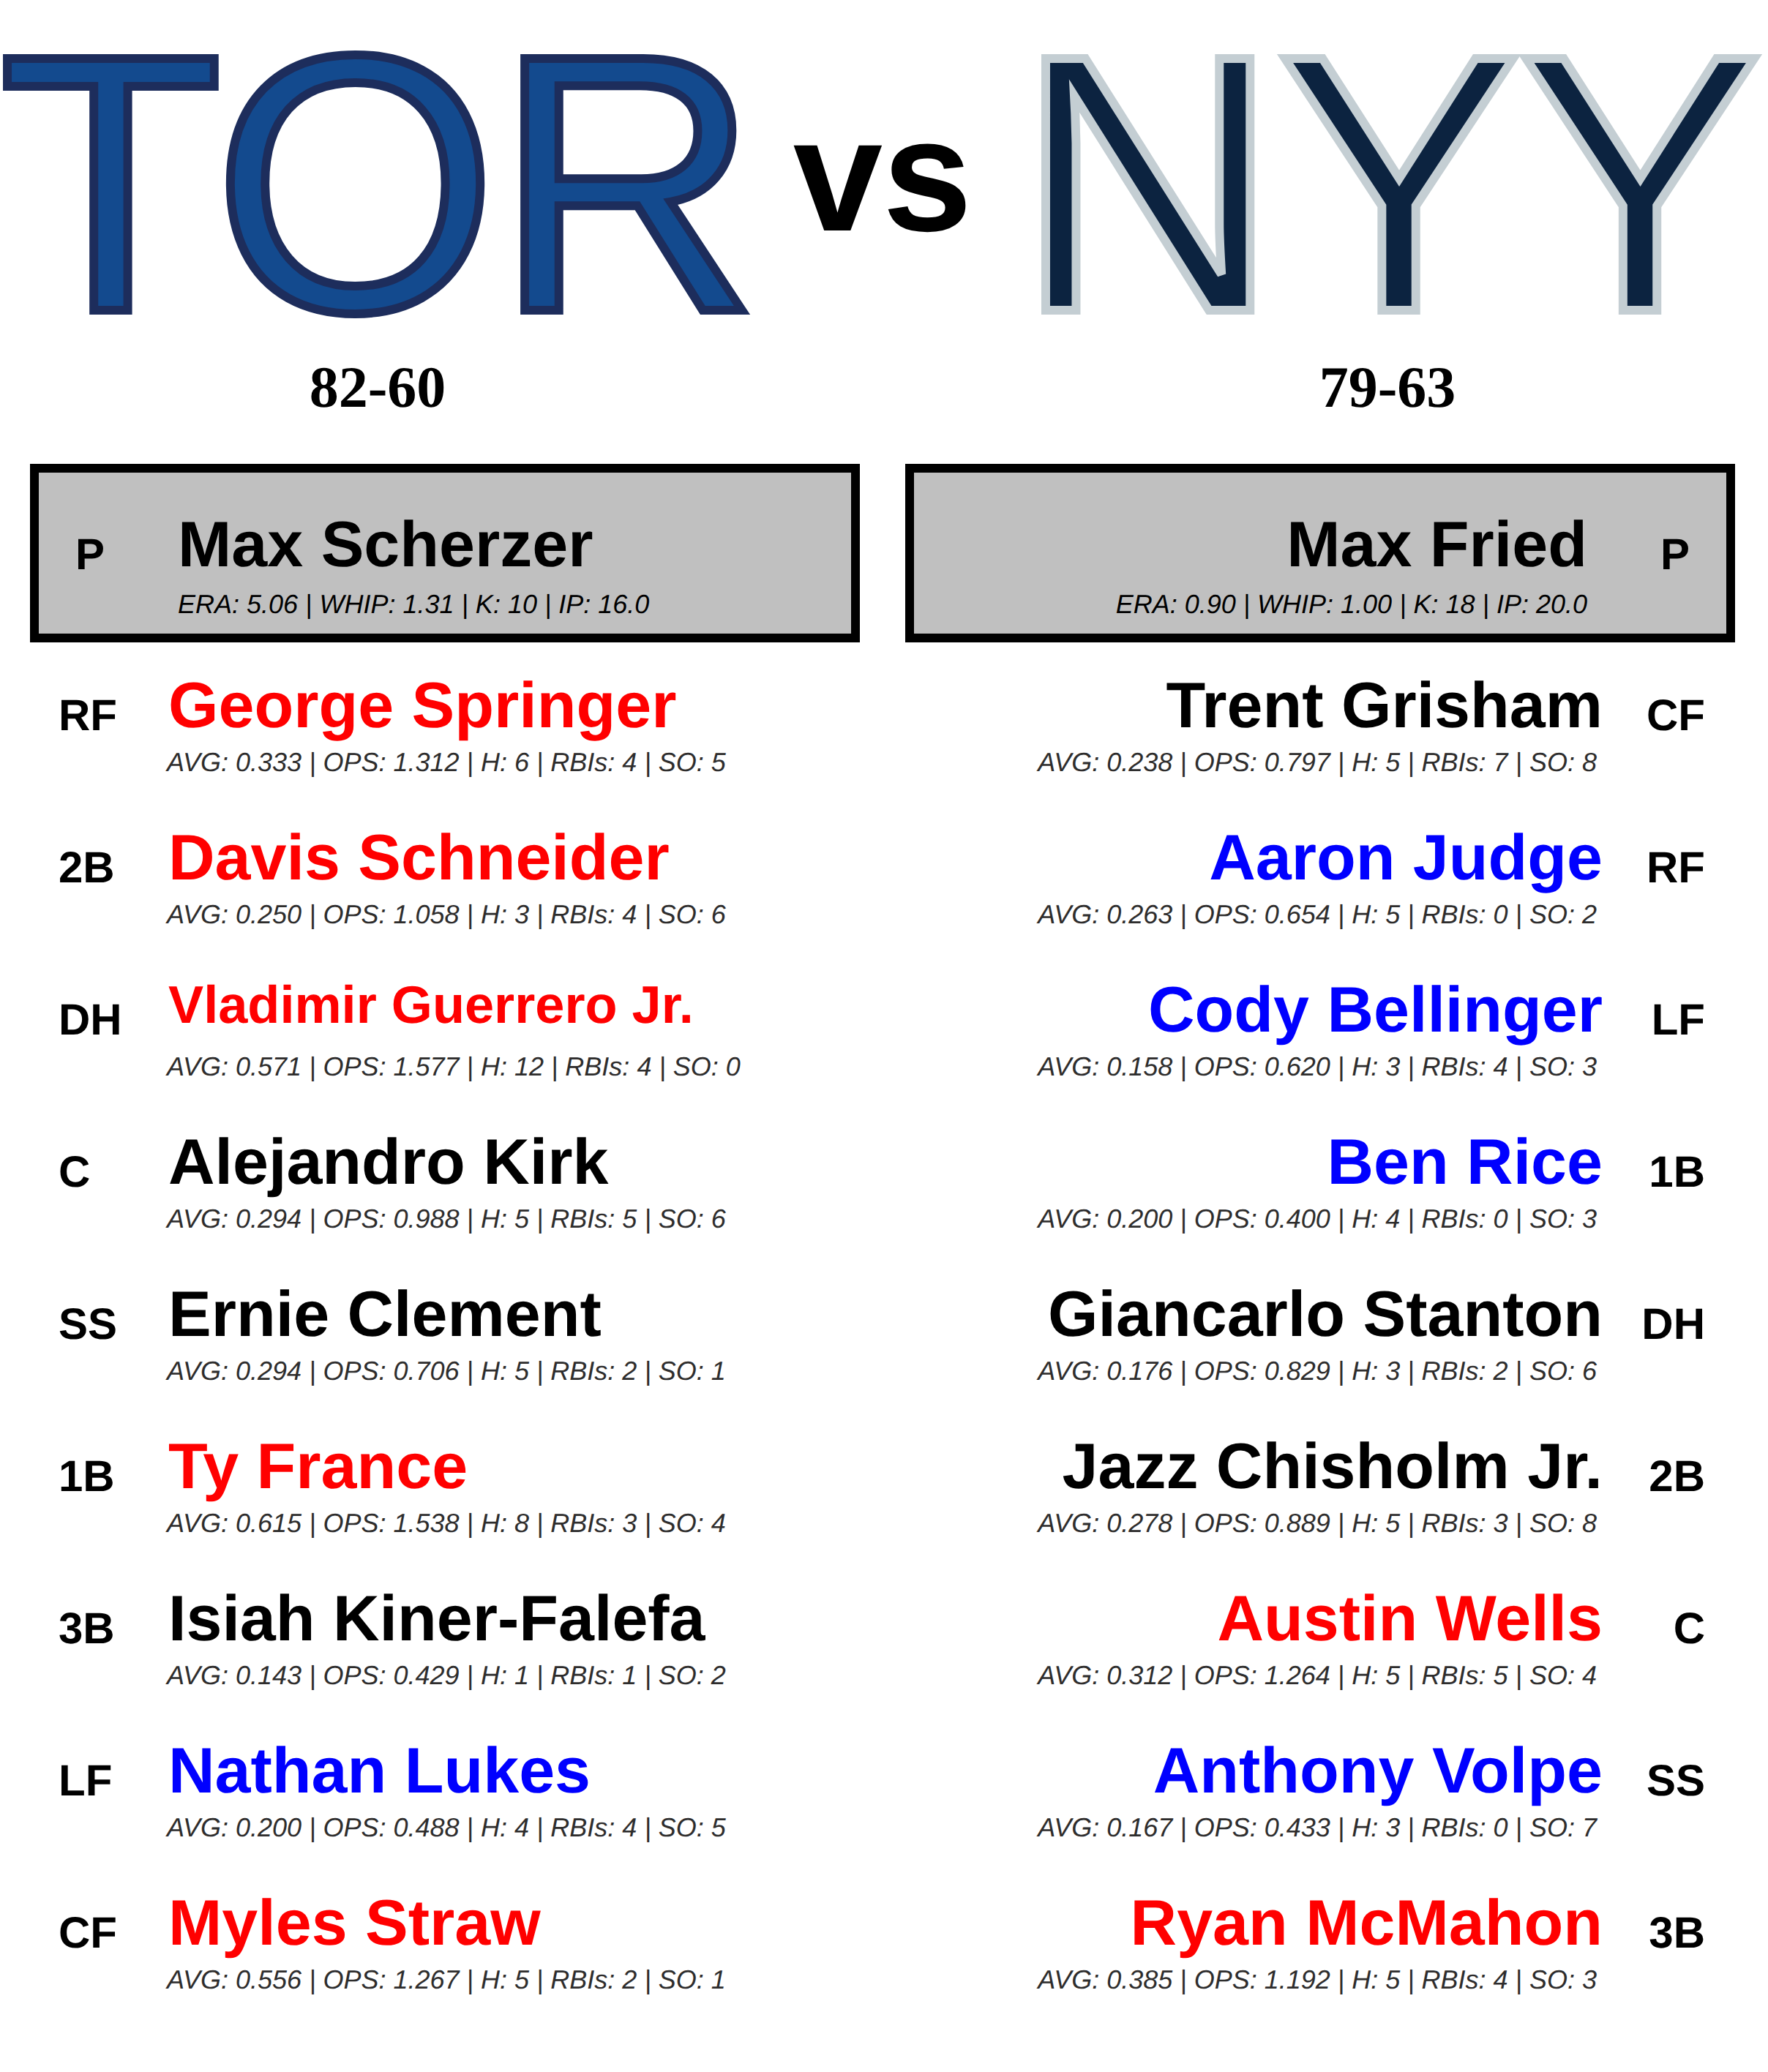 TOR vs NYY
82-60
79-63
P Max Scherzer
ERA: 5.06 | WHIP: 1.31 | K: 10 | IP: 16.0
Max Fried P
ERA: 0.90 | WHIP: 1.00 | K: 18 | IP: 20.0
RF George Springer
AVG: 0.333 | OPS: 1.312 | H: 6 | RBIs: 4 | SO: 5
2B Davis Schneider
AVG: 0.250 | OPS: 1.058 | H: 3 | RBIs: 4 | SO: 6
DH Vladimir Guerrero Jr.
AVG: 0.571 | OPS: 1.577 | H: 12 | RBIs: 4 | SO: 0
C Alejandro Kirk
AVG: 0.294 | OPS: 0.988 | H: 5 | RBIs: 5 | SO: 6
SS Ernie Clement
AVG: 0.294 | OPS: 0.706 | H: 5 | RBIs: 2 | SO: 1
1B Ty France
AVG: 0.615 | OPS: 1.538 | H: 8 | RBIs: 3 | SO: 4
3B Isiah Kiner-Falefa
AVG: 0.143 | OPS: 0.429 | H: 1 | RBIs: 1 | SO: 2
LF Nathan Lukes
AVG: 0.200 | OPS: 0.488 | H: 4 | RBIs: 4 | SO: 5
CF Myles Straw
AVG: 0.556 | OPS: 1.267 | H: 5 | RBIs: 2 | SO: 1
Trent Grisham CF
AVG: 0.238 | OPS: 0.797 | H: 5 | RBIs: 7 | SO: 8
Aaron Judge RF
AVG: 0.263 | OPS: 0.654 | H: 5 | RBIs: 0 | SO: 2
Cody Bellinger LF
AVG: 0.158 | OPS: 0.620 | H: 3 | RBIs: 4 | SO: 3
Ben Rice 1B
AVG: 0.200 | OPS: 0.400 | H: 4 | RBIs: 0 | SO: 3
Giancarlo Stanton DH
AVG: 0.176 | OPS: 0.829 | H: 3 | RBIs: 2 | SO: 6
Jazz Chisholm Jr. 2B
AVG: 0.278 | OPS: 0.889 | H: 5 | RBIs: 3 | SO: 8
Austin Wells C
AVG: 0.312 | OPS: 1.264 | H: 5 | RBIs: 5 | SO: 4
Anthony Volpe SS
AVG: 0.167 | OPS: 0.433 | H: 3 | RBIs: 0 | SO: 7
Ryan McMahon 3B
AVG: 0.385 | OPS: 1.192 | H: 5 | RBIs: 4 | SO: 3